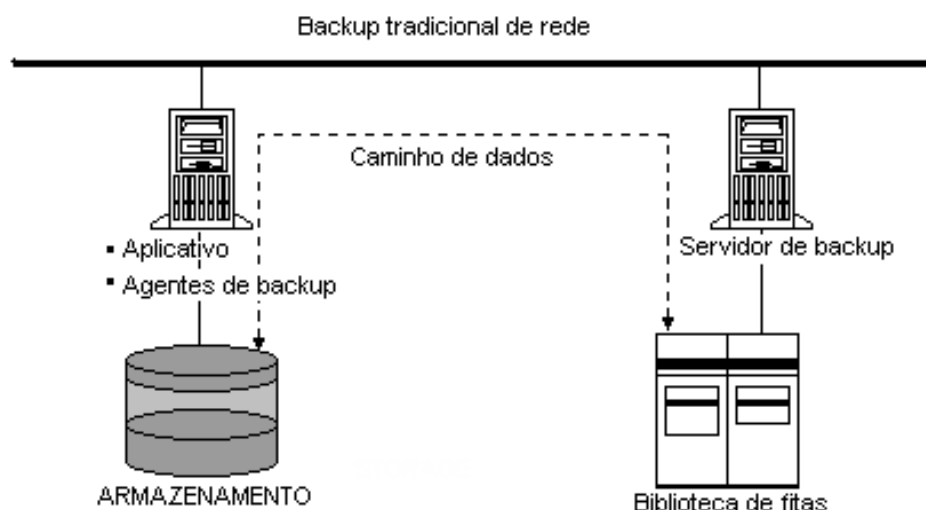 Backup tradicional de rede
Caminho de dados
▪ Aplicativo
▪ Agentes de backup
Servidor de backup
ARMAZENAMENTO
Biblioteca de fitas